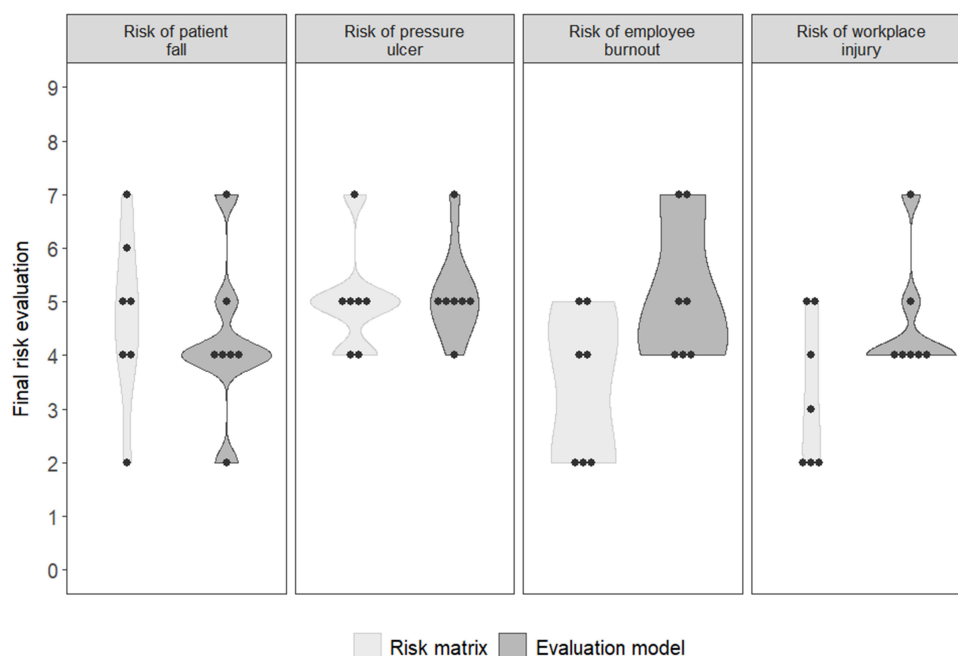 Risk of patient
fall
Risk of pressure
ulcer
Risk of employee
burnout
Risk of workplace
injury
Final risk evaluation
9
8
7
6
5
4
3
2
1
0
Risk matrix
Evaluation model